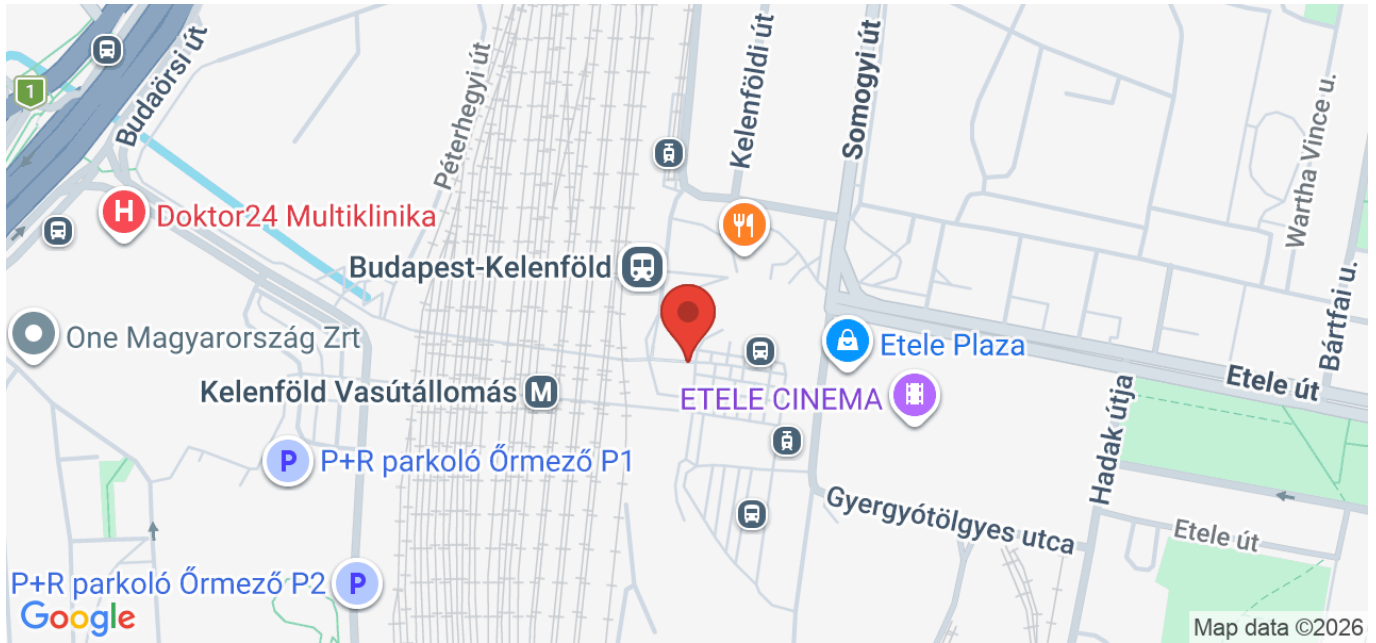 1
Budaörsi út
Péterhegyi út
Kelenföldi út
Somogyi út
Wartha Vince u.
H
Doktor24 Multiklinika
Budapest-Kelenföld
One Magyarország Zrt
Etele Plaza
Bártfai u.
Kelenföld Vasútállomás M
ETELE CINEMA
Etele út
Hadak útja
P
P+R parkoló Őrmező P1
Gyergyótölgyes utca
Etele út
P+R parkoló Őrmező P2
P
Google
Map data ©2026